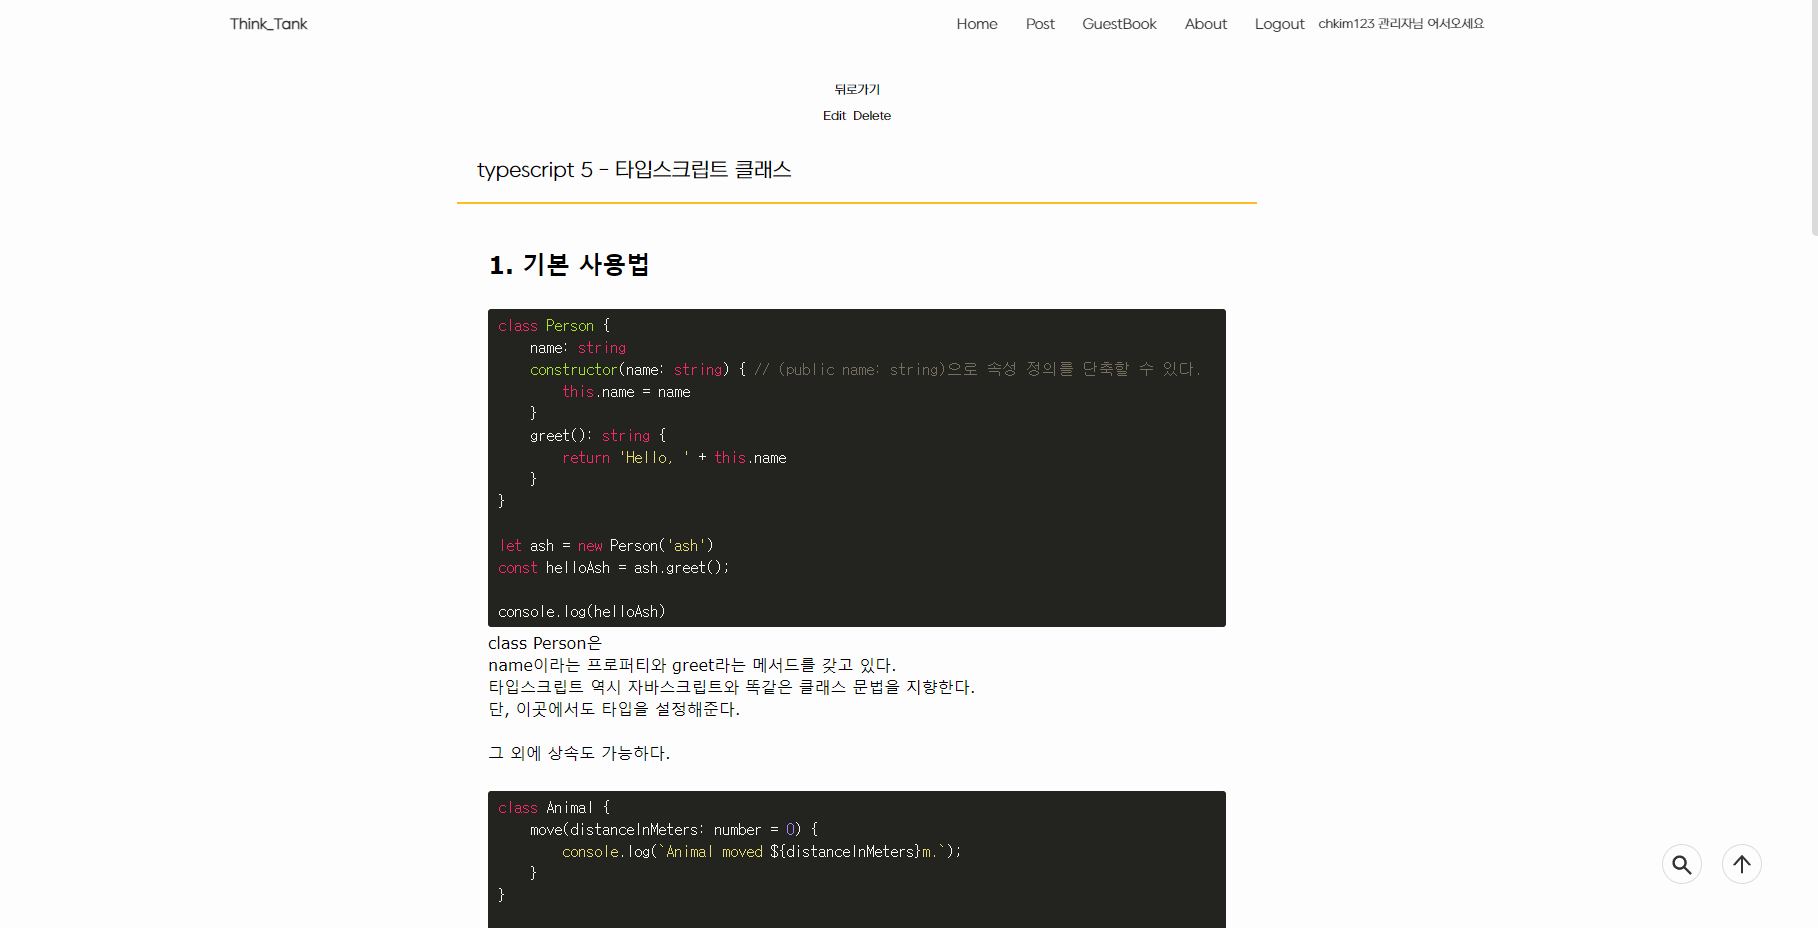 Think_Tank
Home Post GuestBook About Logout chkim123 관리자님 어서오세요
뒤로가기
Edit Delete
typescript 5 - 타입스크립트 클래스
1. 기본 사용법
class Person {
    name: string
    constructor(name: string) { // (public name: string)으로 속성 정의를 단축할 수 있다.
        this.name = name
    }
    greet(): string {
        return 'Hello, ' + this.name
    }
}
let ash = new Person('ash')
const helloAsh = ash.greet();
console.log(helloAsh)
class Person은
name이라는 프로퍼티와 greet라는 메서드를 갖고 있다.
타입스크립트 역시 자바스크립트와 똑같은 클래스 문법을 지향한다.
단, 이곳에서도 타입을 설정해준다.
그 외에 상속도 가능하다.
class Animal {
    move(distanceInMeters: number = 0) {
        console.log(`Animal moved ${distanceInMeters}m.`);
    }
}